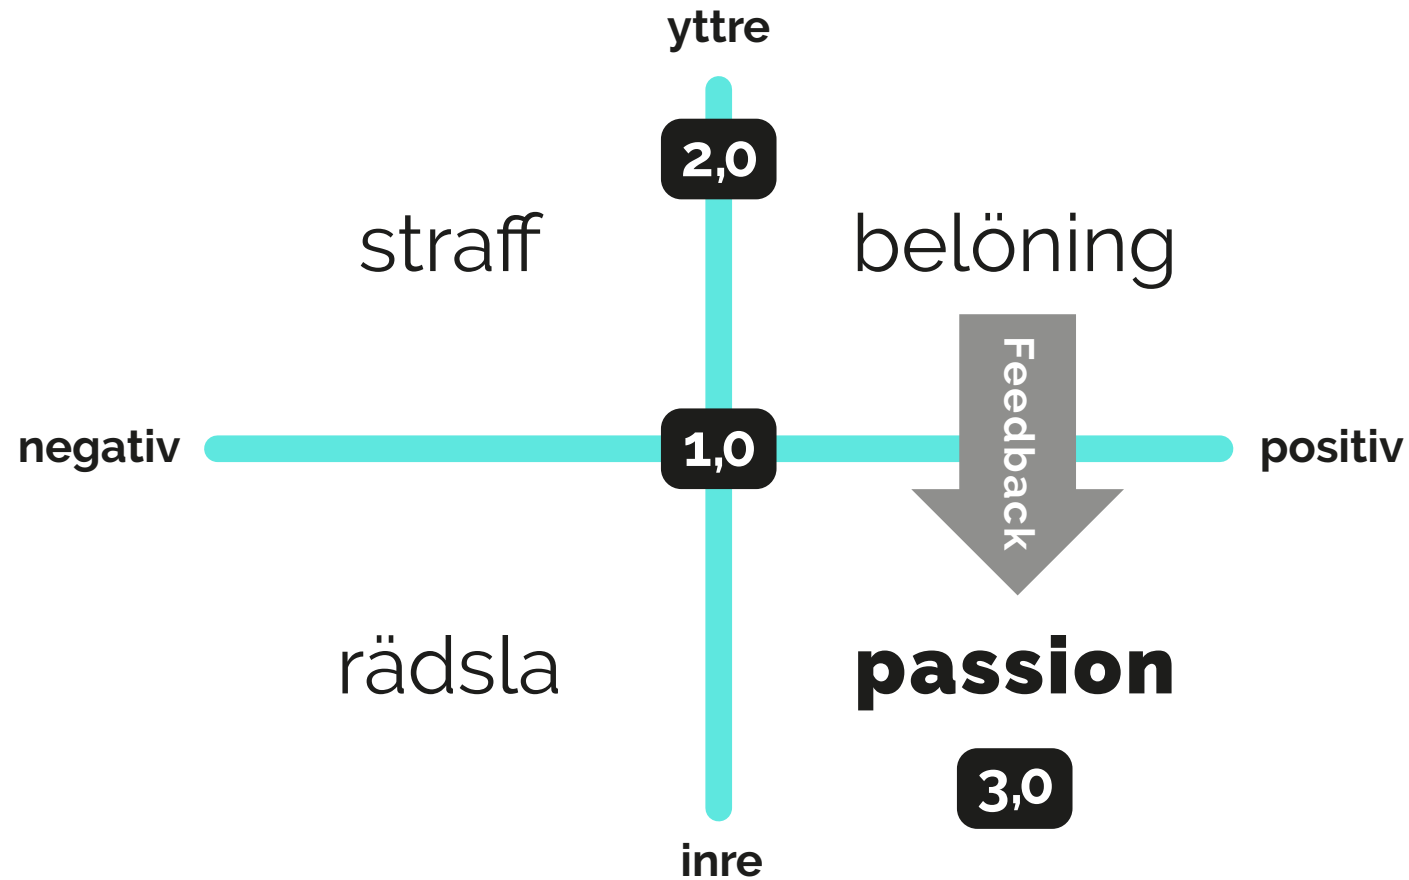 yttre
2,0
straff
belöning
Feedback
negativ
1,0
positiv
rädsla
passion
3,0
inre